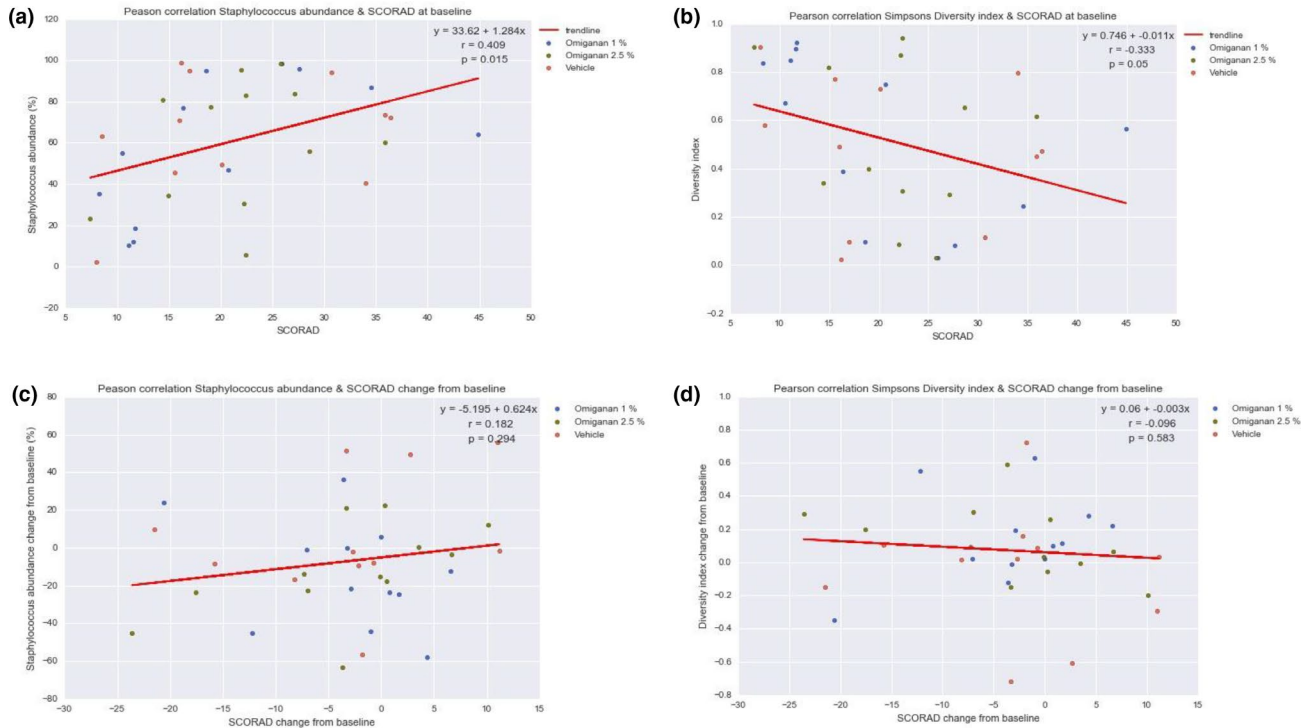 (a)
Peason correlation Staphylococcus abundance & SCORAD at baseline
y = 33.62 + 1.284x
r = 0.409
p = 0.015
trendline
Omiganan 1 %
Omiganan 2.5 %
Vehicle
Staphylococcus abundance (%)
120
100
80
60
40
20
0
−20
5 10 15 20 25 30 35 40 45 50
SCORAD
(b)
Pearson correlation Simpsons Diversity index & SCORAD at baseline
y = 0.746 + -0.011x
r = -0.333
p = 0.05
trendline
Omiganan 1 %
Omiganan 2.5 %
Vehicle
Diversity index
1.0
0.8
0.6
0.4
0.2
0.0
−0.2
5 10 15 20 25 30 35 40 45 50
SCORAD
(c)
Peason correlation Staphylococcus abundance & SCORAD change from baseline
y = -5.195 + 0.624x
r = 0.182
p = 0.294
Omiganan 1 %
Omiganan 2.5 %
Vehicle
Staphylococcus abundance change from baseline (%)
80
60
40
20
0
−20
−40
−60
−80
−30 −25 −20 −15 −10 −5 0 5 10 15
SCORAD change from baseline
(d)
Pearson correlation Simpsons Diversity index & SCORAD change from baseline
y = 0.06 + -0.003x
r = -0.096
p = 0.583
Omiganan 1 %
Omiganan 2.5 %
Vehicle
Diversity index change from baseline
1.0
0.8
0.6
0.4
0.2
0.0
−0.2
−0.4
−0.6
−0.8
−30 −25 −20 −15 −10 −5 0 5 10 15
SCORAD change from baseline